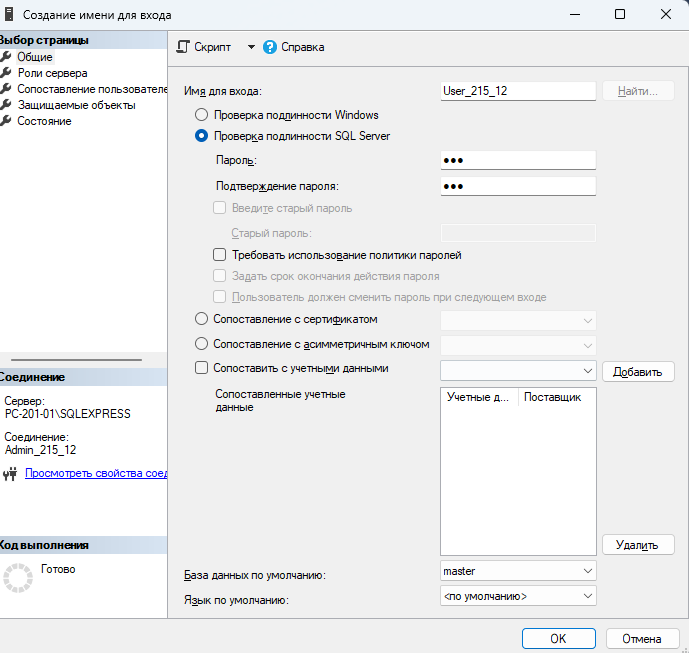 Создание имени для входа
Выбор страницы
Общие
Роли сервера
Сопоставление пользователе
Защищаемые объекты
Состояние
Скрипт
Справка
Имя для входа:
User_215_12
Найти...
Проверка подлинности Windows
Проверка подлинности SQL Server
Пароль:
●●●
Подтверждение пароля:
●●●
Введите старый пароль
Старый пароль:
Требовать использование политики паролей
Задать срок окончания действия пароля
Пользователь должен сменить пароль при следующем входе
Сопоставление с сертификатом
Сопоставление с асимметричным ключом
Сопоставить с учетными данными
Добавить
Сопоставленные учетные
данные
Учетные д...
Поставщик
Удалить
База данных по умолчанию:
master
Язык по умолчанию:
<по умолчанию>
Соединение
Сервер:
PC-201-01\SQLEXPRESS
Соединение:
Admin_215_12
Просмотреть свойства соед
Код выполнения
Готово
OK
Отмена